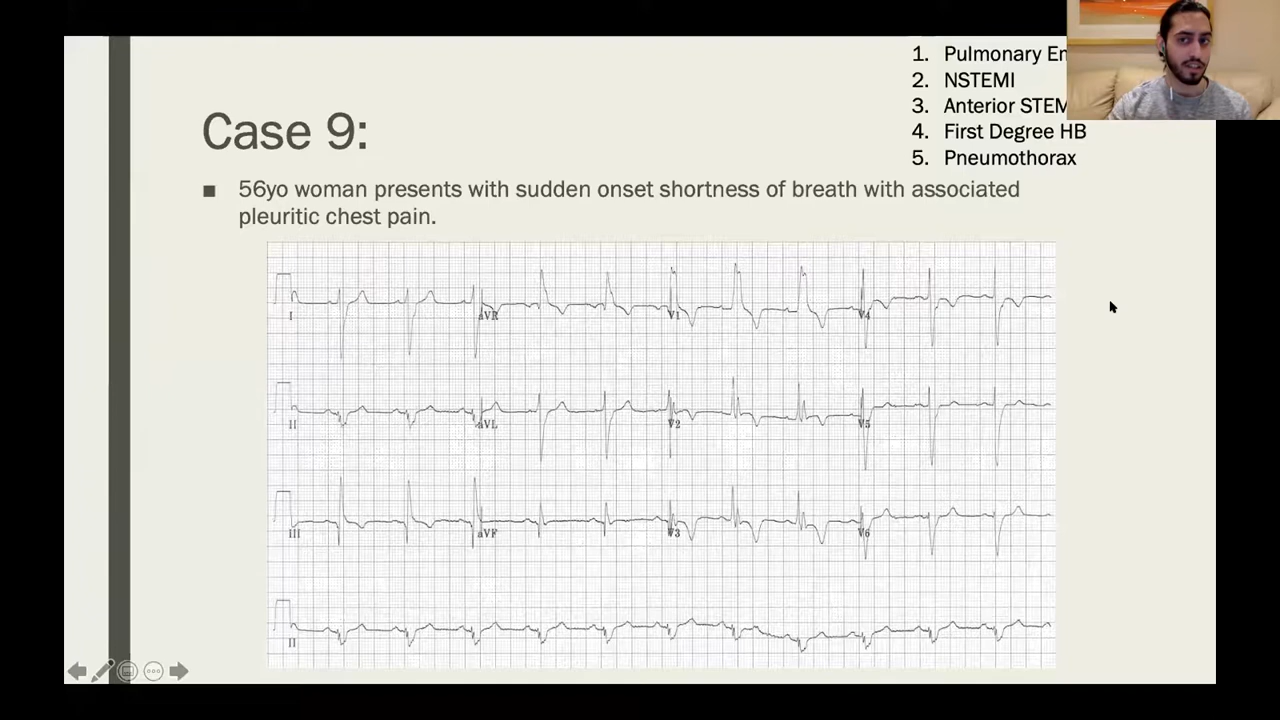 1. Pulmonary
2. NSTEMI
3. Anterior
4. First Degree HB
5. Pneumothorax
Case 9:
56yo woman presents with sudden onset shortness of breath with associated
pleuritic chest pain.
I aVR V1 V4
II aVL V2 V5
III aVF V3 V6
II